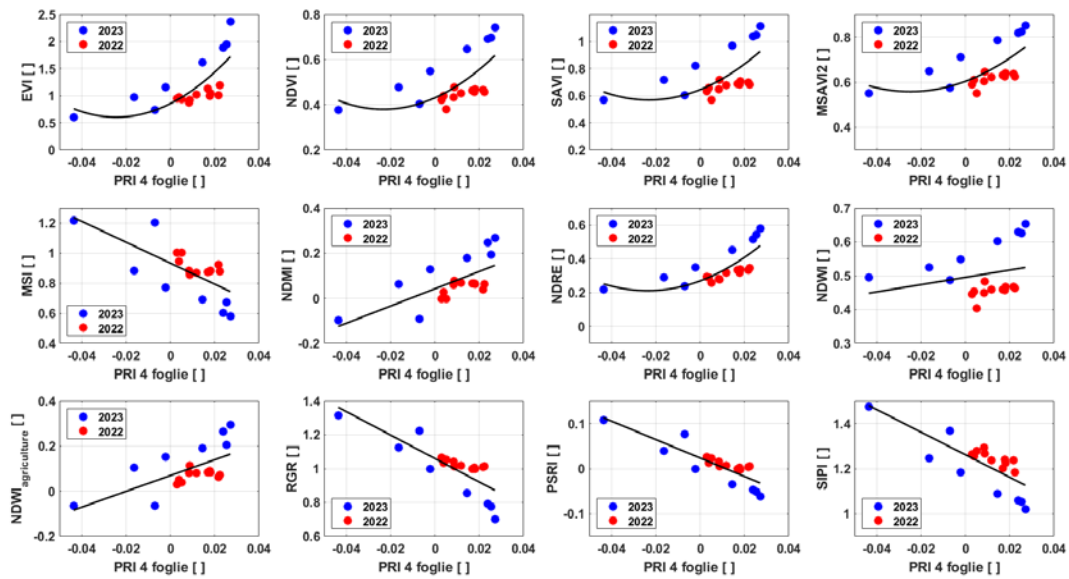 2.5
2
1.5
1
0.5
0
EVI [ ]
2023
2022
-0.04 -0.02 0 0.02 0.04
PRI 4 foglie [ ]
0.8
0.6
0.4
0.2
NDVI [ ]
2023
2022
-0.04 -0.02 0 0.02 0.04
PRI 4 foglie [ ]
1
0.8
0.6
0.4
0.2
SAVI [ ]
2023
2022
-0.04 -0.02 0 0.02 0.04
PRI 4 foglie [ ]
0.8
0.6
0.4
MSAVI2 [ ]
2023
2022
-0.04 -0.02 0 0.02 0.04
PRI 4 foglie [ ]
1.2
1
0.8
0.6
0.4
MSI [ ]
2023
2022
-0.04 -0.02 0 0.02 0.04
PRI 4 foglie [ ]
0.4
0.2
0
-0.2
NDMI [ ]
2023
2022
-0.04 -0.02 0 0.02 0.04
PRI 4 foglie [ ]
0.6
0.4
0.2
0
NDRE [ ]
2023
2022
-0.04 -0.02 0 0.02 0.04
PRI 4 foglie [ ]
0.7
0.6
0.5
0.4
0.3
NDWI [ ]
2023
2022
-0.04 -0.02 0 0.02 0.04
PRI 4 foglie [ ]
0.4
0.2
0
-0.2
NDWI agriculture [ ]
2023
2022
-0.04 -0.02 0 0.02 0.04
PRI 4 foglie [ ]
1.4
1.2
1
0.8
0.6
RGR [ ]
2023
2022
-0.04 -0.02 0 0.02 0.04
PRI 4 foglie [ ]
0.1
0
-0.1
PSRI [ ]
2023
2022
-0.04 -0.02 0 0.02 0.04
PRI 4 foglie [ ]
1.4
1.2
1
SIPI [ ]
2023
2022
-0.04 -0.02 0 0.02 0.04
PRI 4 foglie [ ]